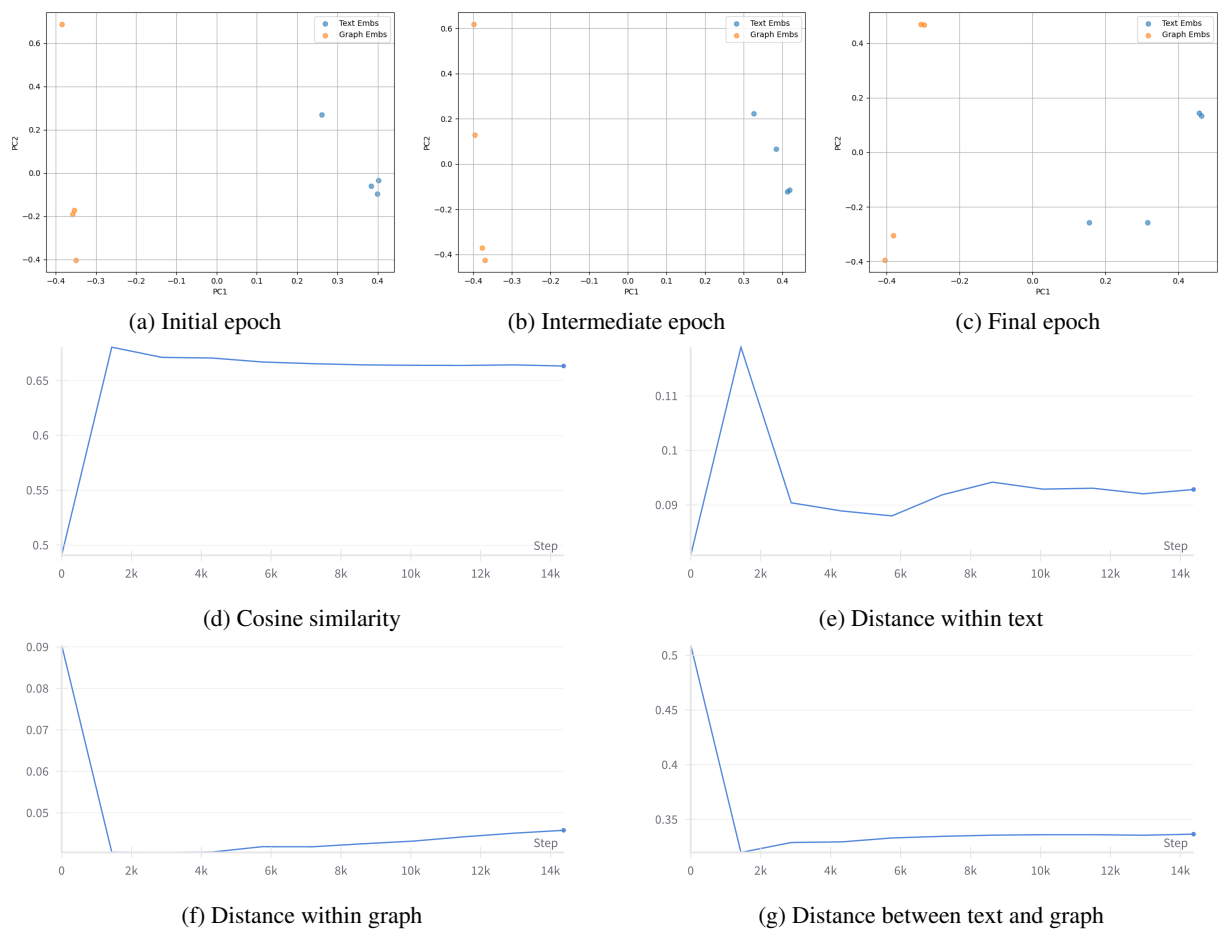 Text Embs
Graph Embs
0.6
0.4
0.2
0.0
−0.2
−0.4
PC2
−0.4 −0.3 −0.2 −0.1 0.0 0.1 0.2 0.3 0.4
PC1
(a) Initial epoch
Text Embs
Graph Embs
0.6
0.4
0.2
0.0
−0.2
−0.4
PC2
−0.4 −0.3 −0.2 −0.1 0.0 0.1 0.2 0.3 0.4
PC1
(b) Intermediate epoch
Text Embs
Graph Embs
0.4
0.2
0.0
−0.2
−0.4
PC2
−0.4 −0.2 0.0 0.2 0.4
PC1
(c) Final epoch
0.65
0.6
0.55
0.5
Step
0 2k 4k 6k 8k 10k 12k 14k
(d) Cosine similarity
0.11
0.1
0.09
Step
0 2k 4k 6k 8k 10k 12k 14k
(e) Distance within text
0.09
0.08
0.07
0.06
0.05
Step
0 2k 4k 6k 8k 10k 12k 14k
(f) Distance within graph
0.5
0.45
0.4
0.35
Step
0 2k 4k 6k 8k 10k 12k 14k
(g) Distance between text and graph